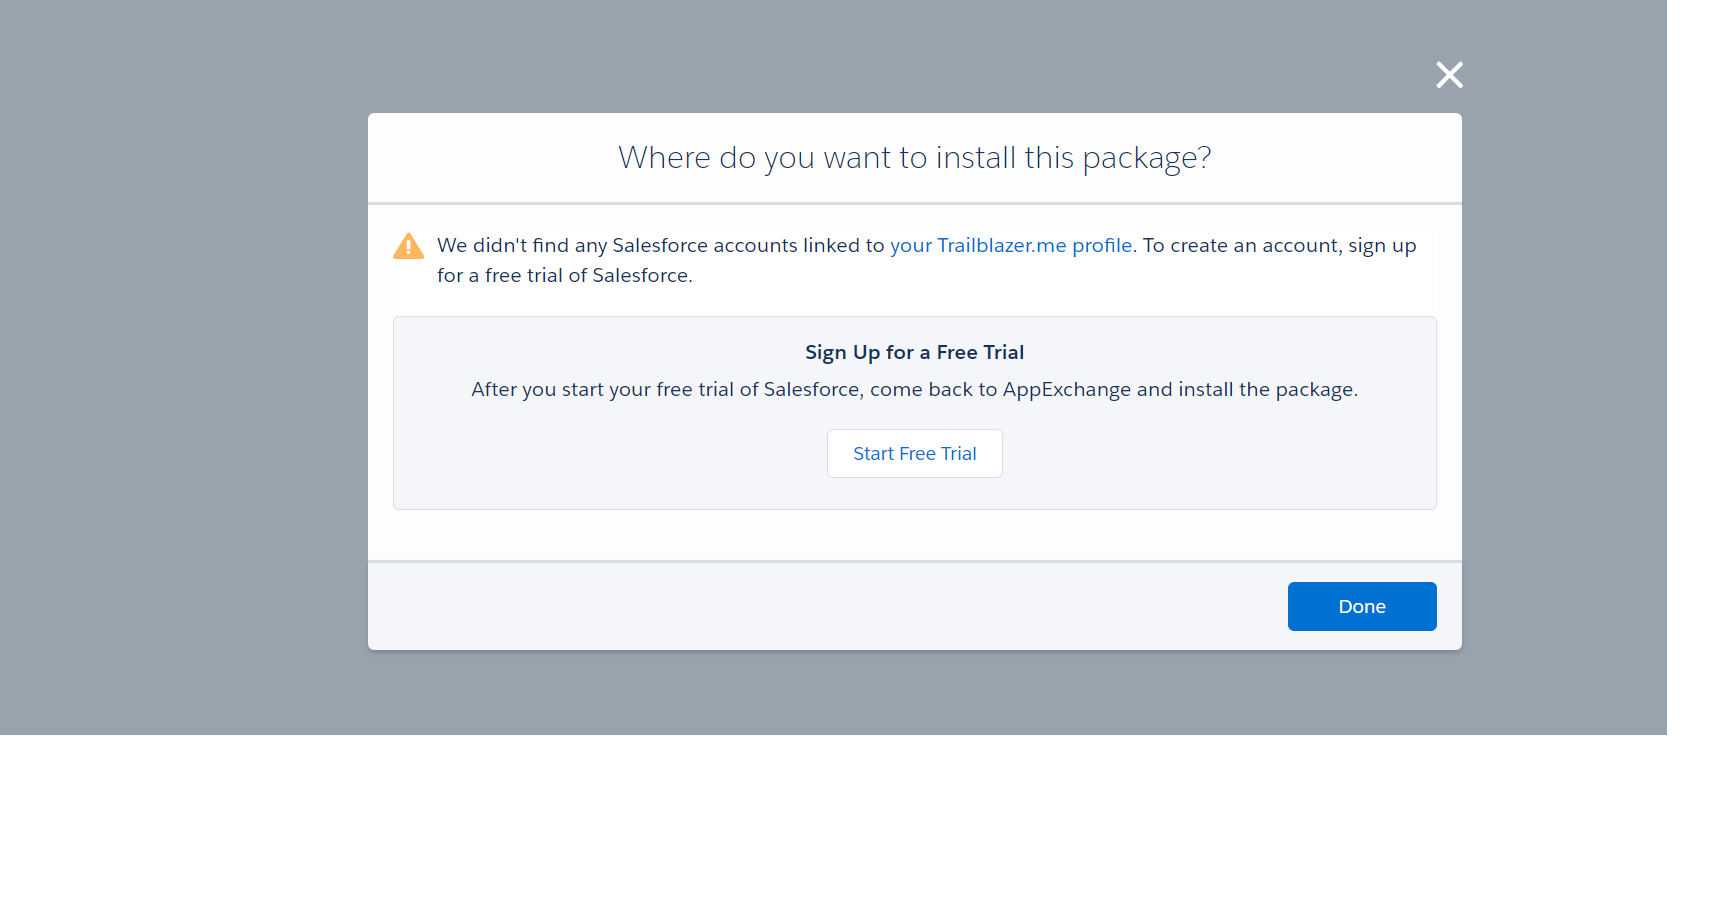 Where do you want to install this package?
We didn't find any Salesforce accounts linked to your Trailblazer.me profile. To create an account, sign up
for a free trial of Salesforce.
Sign Up for a Free Trial
After you start your free trial of Salesforce, come back to AppExchange and install the package.
Start Free Trial
Done